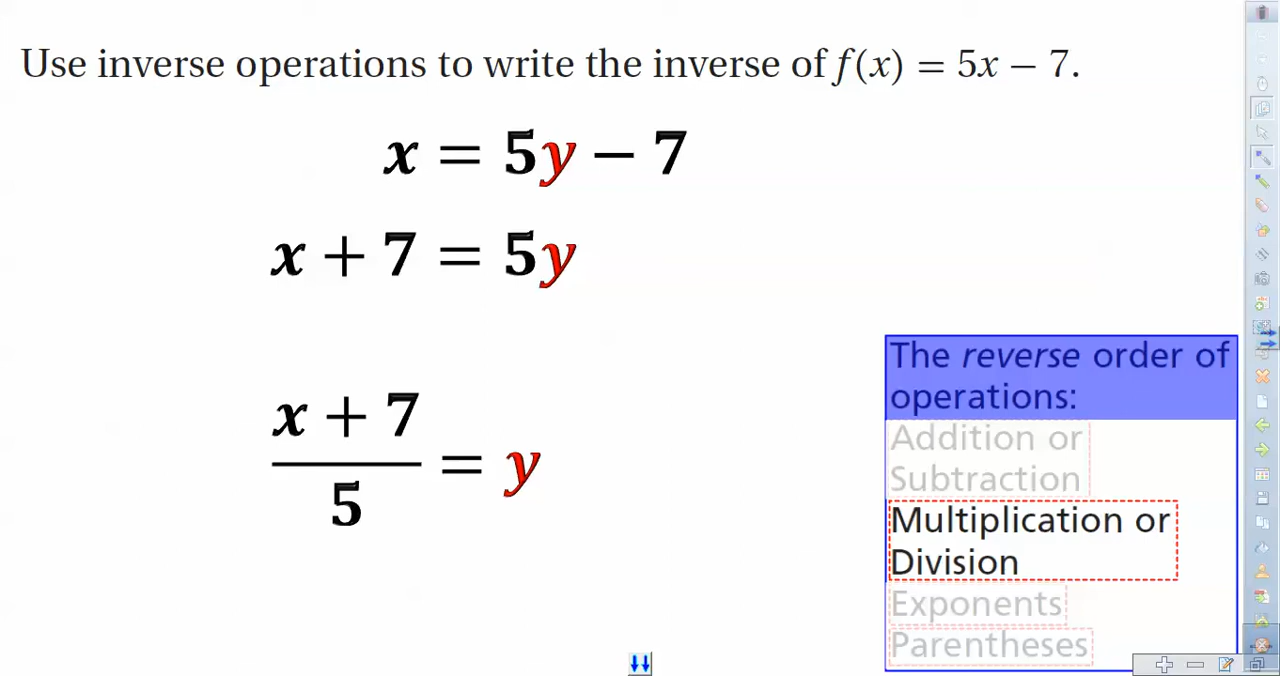 Use inverse operations to write the inverse of f(x) = 5x − 7.
x = 5y − 7
x + 7 = 5y
x + 7
5
= y
The reverse order of
operations:
Addition or
Subtraction
Multiplication or
Division
Exponents
Parentheses